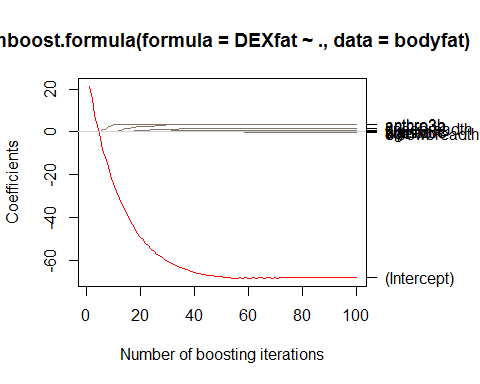 mboost.formula(formula = DEXfat ~ ., data = bodyfat)
Coefficients
20
0
-20
-40
-60
anthro3b
(Intercept)
0
20
40
60
80
100
Number of boosting iterations